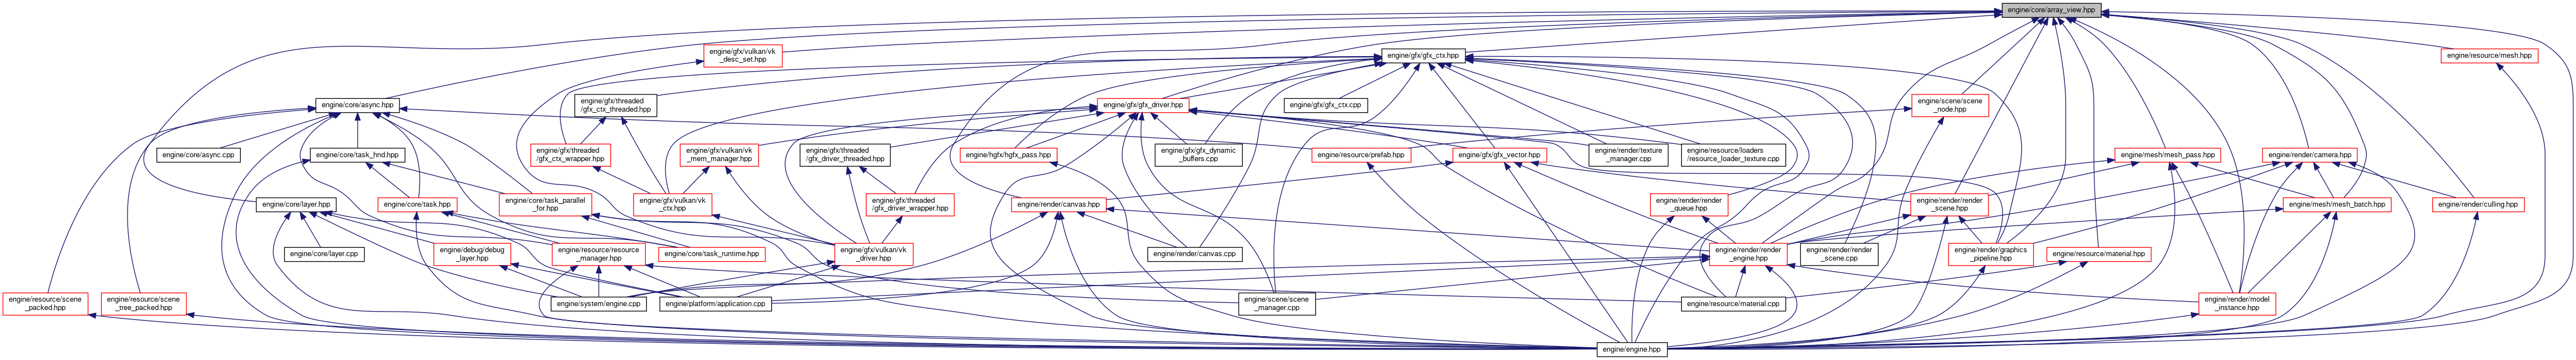 engine/core/array_view.hpp
engine/gfx/vulkan/vk
_desc_set.hpp
engine/gfx/gfx_ctx.hpp
engine/resource/mesh.hpp
engine/core/async.hpp
engine/gfx/threaded
/gfx_ctx_threaded.hpp
engine/gfx/gfx_driver.hpp
engine/gfx/gfx_ctx.cpp
engine/scene/scene
_node.hpp
engine/core/async.cpp
engine/core/task_hnd.hpp
engine/gfx/threaded
/gfx_ctx_wrapper.hpp
engine/gfx/vulkan/vk
_mem_manager.hpp
engine/gfx/threaded
/gfx_driver_threaded.hpp
engine/hgfx/hgfx_pass.hpp
engine/gfx/gfx_dynamic
_buffers.cpp
engine/resource/prefab.hpp
engine/gfx/gfx_vector.hpp
engine/render/texture
_manager.cpp
engine/resource/loaders
/resource_loader_texture.cpp
engine/mesh/mesh_pass.hpp
engine/render/camera.hpp
engine/core/layer.hpp
engine/core/task.hpp
engine/core/task_parallel
_for.hpp
engine/gfx/vulkan/vk
_ctx.hpp
engine/gfx/threaded
/gfx_driver_wrapper.hpp
engine/render/canvas.hpp
engine/render/render
_queue.hpp
engine/render/render
_scene.hpp
engine/mesh/mesh_batch.hpp
engine/render/culling.hpp
engine/core/layer.cpp
engine/debug/debug
_layer.hpp
engine/resource/resource
_manager.hpp
engine/core/task_runtime.hpp
engine/gfx/vulkan/vk
_driver.hpp
engine/render/canvas.cpp
engine/render/render
_engine.hpp
engine/render/render
_scene.cpp
engine/render/graphics
_pipeline.hpp
engine/resource/material.hpp
engine/resource/scene
_packed.hpp
engine/resource/scene
_tree_packed.hpp
engine/system/engine.cpp
engine/platform/application.cpp
engine/scene/scene
_manager.cpp
engine/resource/material.cpp
engine/render/model
_instance.hpp
engine/engine.hpp